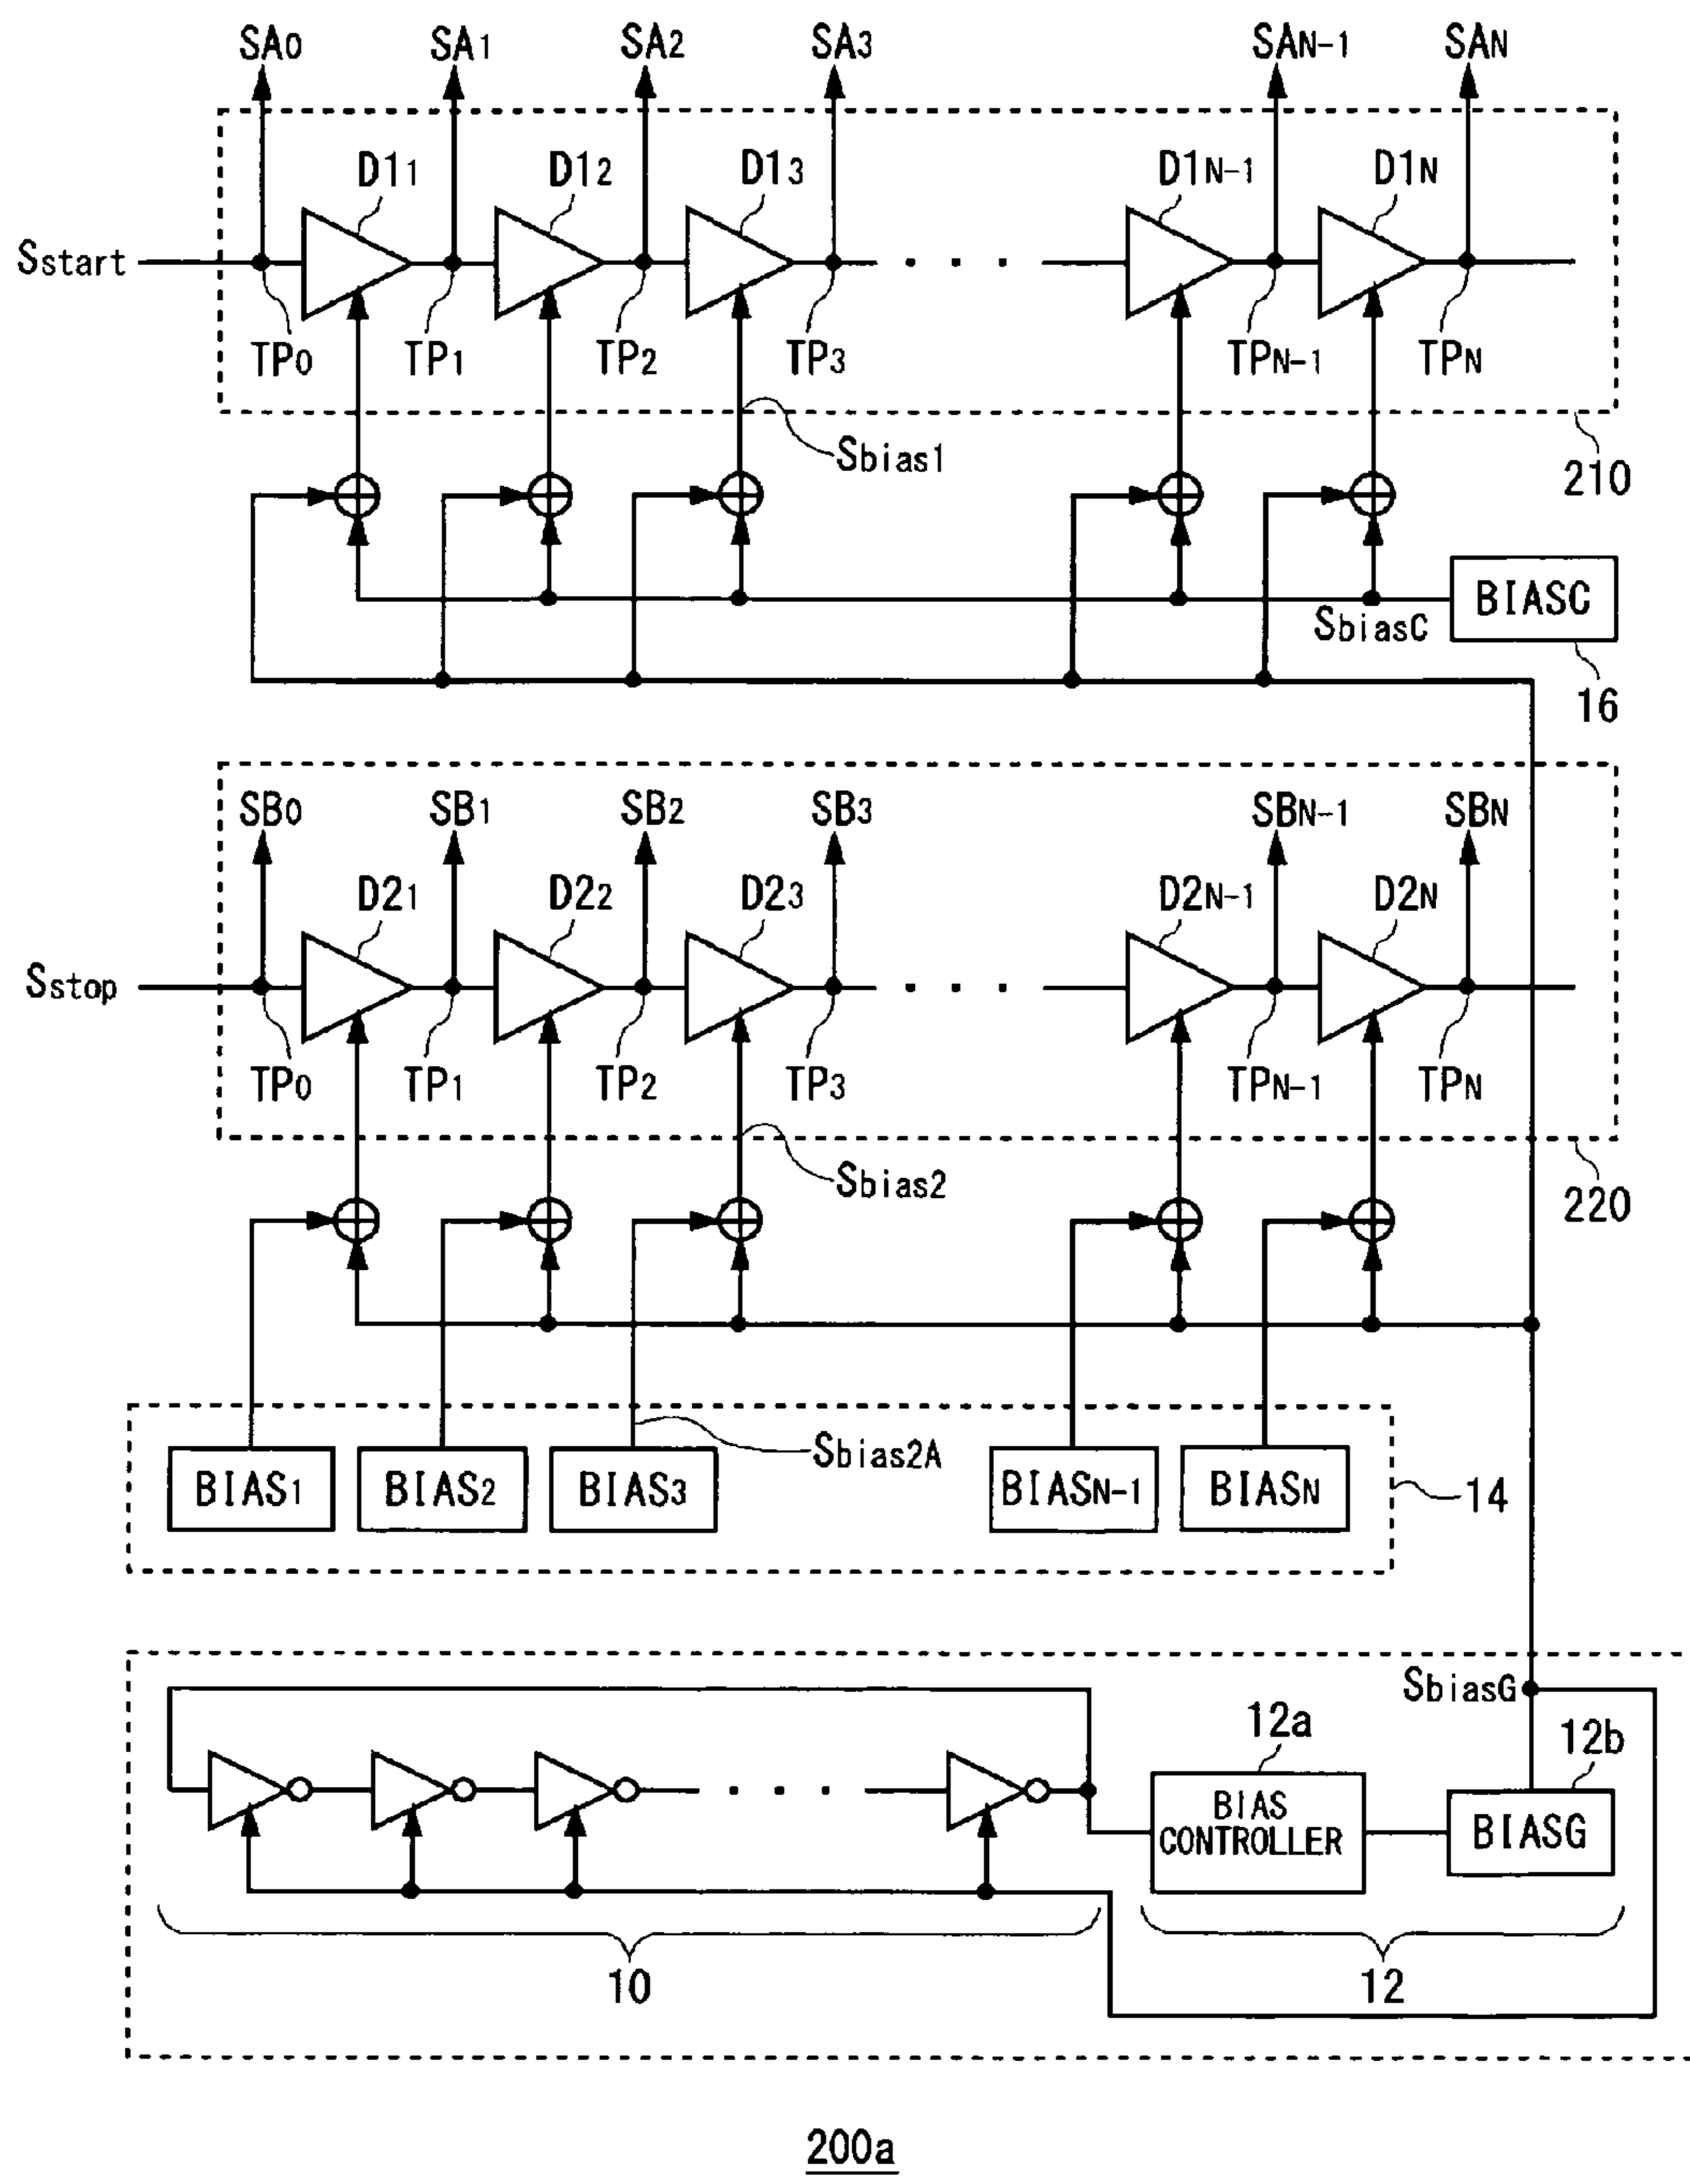 SA0 SA1 SA2 SA3 SAN-1 SAN
D11 D12 D13 D1N-1 D1N
Sstart
TP0 TP1 TP2 TP3 TPN-1 TPN
Sbias1
210
BIASC
SbiasC
16
SB0 SB1 SB2 SB3 SBN-1 SBN
D21 D22 D23 D2N-1 D2N
Sstop
TP0 TP1 TP2 TP3 TPN-1 TPN
Sbias2
220
Sbias2A
BIAS1 BIAS2 BIAS3 BIASN-1 BIASN
14
SbiasG
12a
12b
BIAS
CONTROLLER
BIASG
10
12
200a